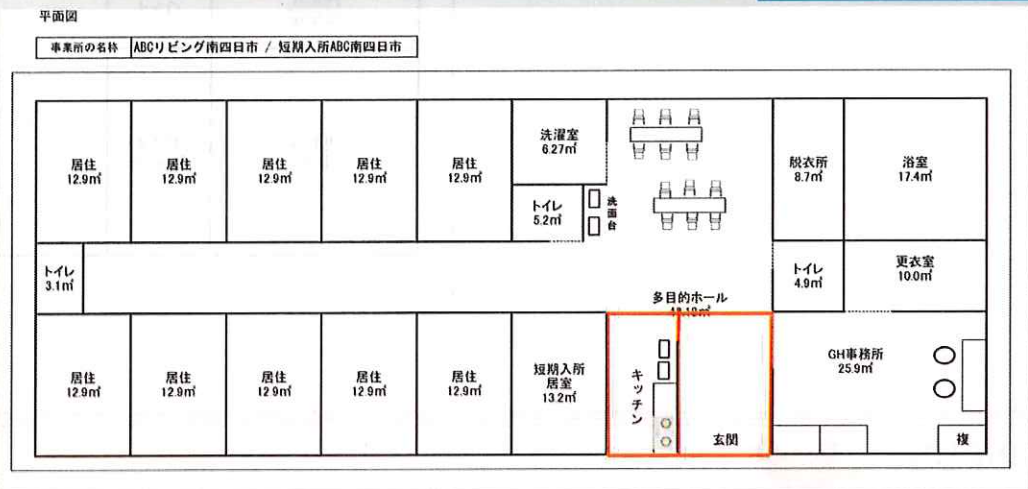 平面図
事業所の名称 ABCリビング南四日市 / 短期入所ABC南四日市
居住
12.9㎡
居住
12.9㎡
居住
12.9㎡
居住
12.9㎡
居住
12.9㎡
洗濯室
6.27㎡
脱衣所
8.7㎡
浴室
17.4㎡
トイレ
5.2㎡
洗面台
トイレ
3.1㎡
トイレ
4.9㎡
更衣室
10.0㎡
多目的ホール
居住
12.9㎡
居住
12.9㎡
居住
12.9㎡
居住
12.9㎡
居住
12.9㎡
短期入所
居室
13.2㎡
キッチン
玄関
GH事務所
25.9㎡
複